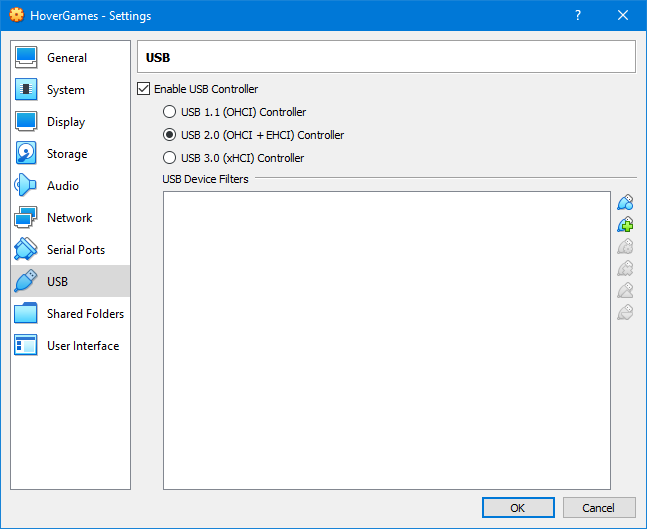 HoverGames - Settings
?
General
System
Display
Storage
Audio
Network
Serial Ports
USB
Shared Folders
User Interface
USB
Enable USB Controller
USB 1.1 (OHCI) Controller
USB 2.0 (OHCI + EHCI) Controller
USB 3.0 (xHCI) Controller
USB Device Filters
OK
Cancel